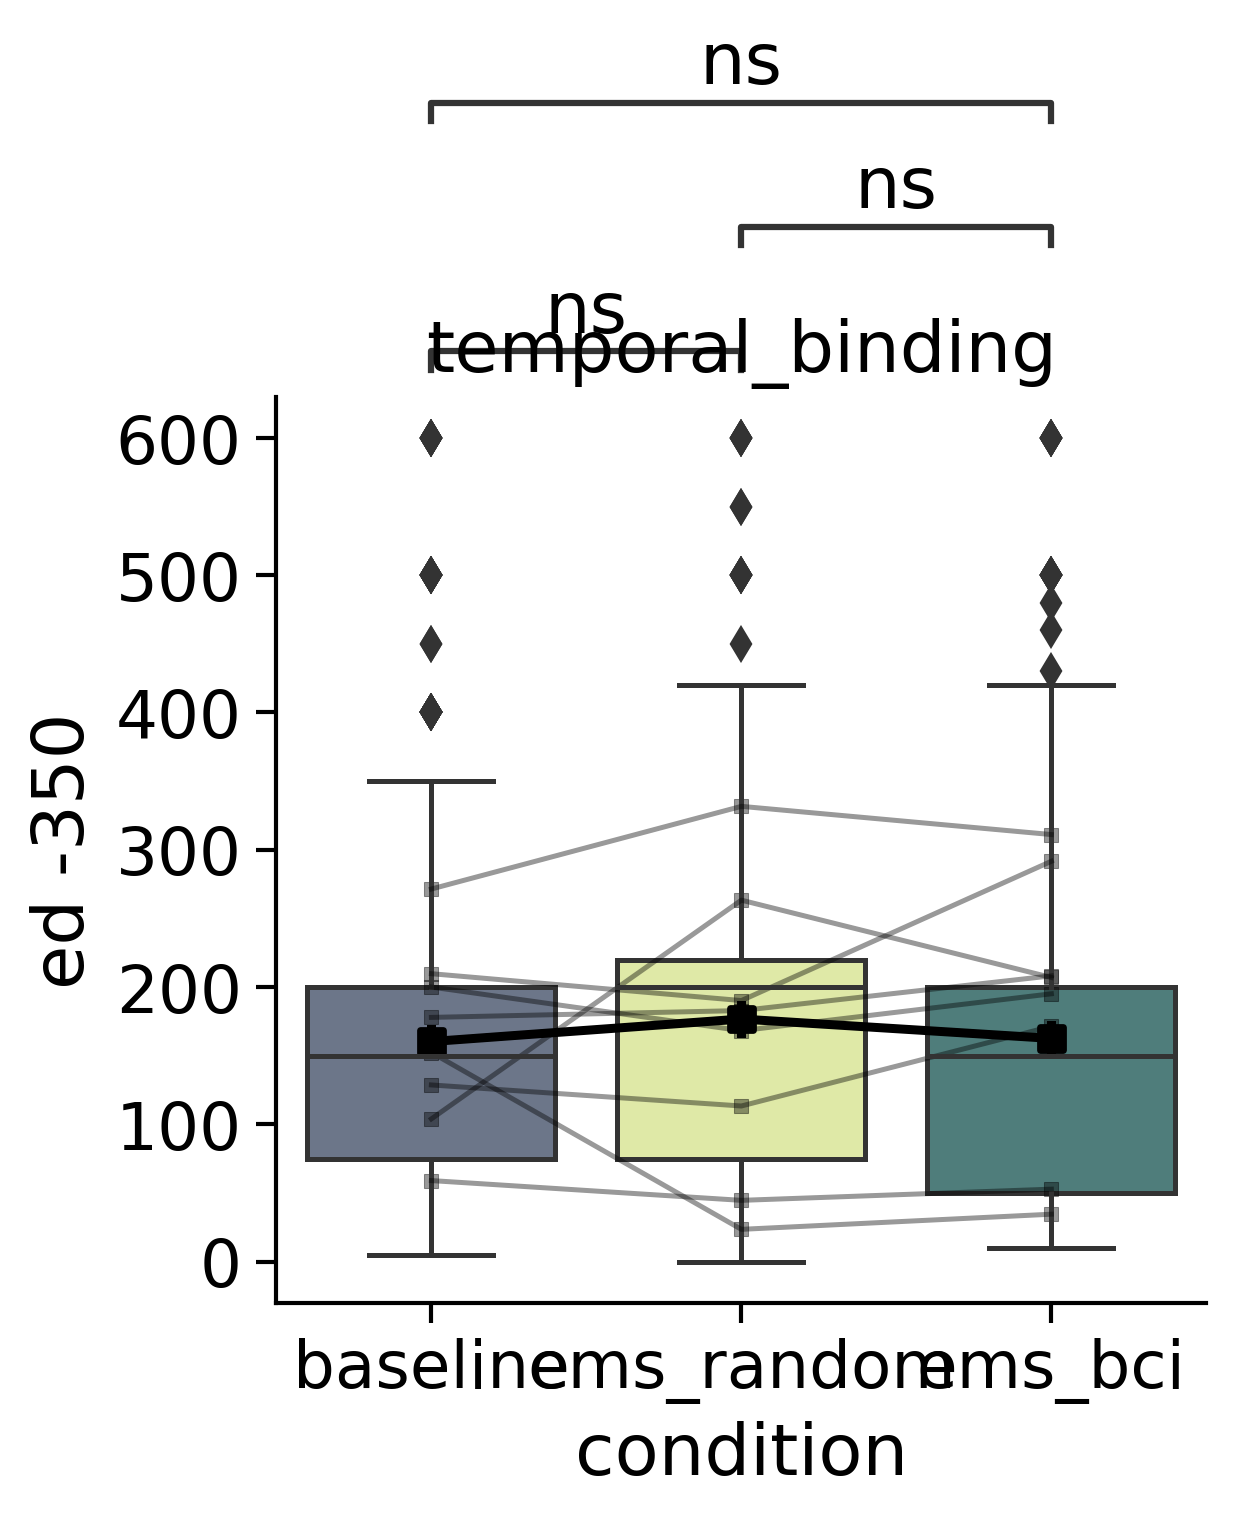 ns
ns
ns
temporal_binding
600
500
400
300
200
100
0
ed -350
baseline
ems_random
ems_bci
condition